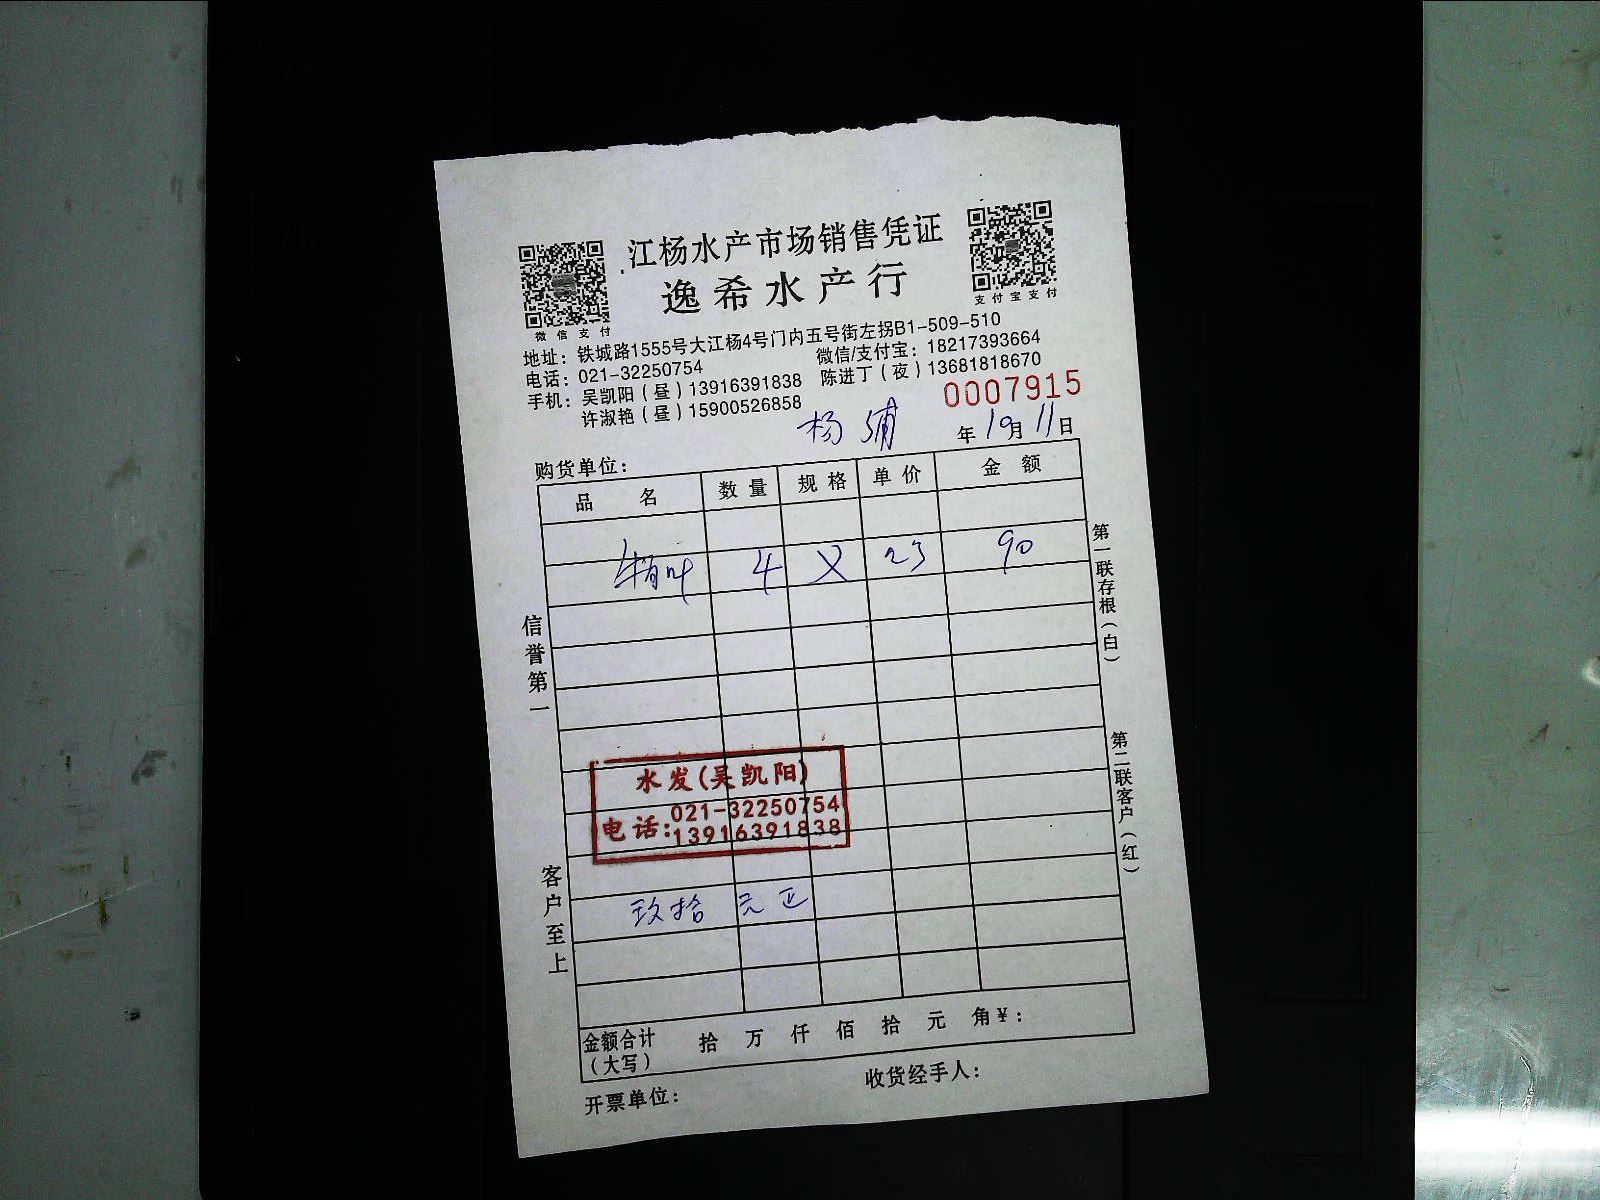 江杨水产市场销售凭证
逸希水产行
微信支付
支付宝支付
地址：铁城路1555号大江杨4号门内五号街左拐B1-509-510
电话：021-32250754 微信/支付宝：18217393664
手机：吴凯阳（昼）13916391838 陈进丁（夜）13681818670
许淑艳（昼）15900526858
0007915
杨浦 年10月11日
购货单位：
品名 数量 规格 单价 金额
牛百叶 4 23 90
信誉第一
客户至上
第一联存根（白）
第二联客户（红）
水发(吴凯阳)
电话:021-32250754
13916391838
玖拾元正
金额合计（大写） 拾万仟佰拾元角¥：
开票单位： 收货经手人：